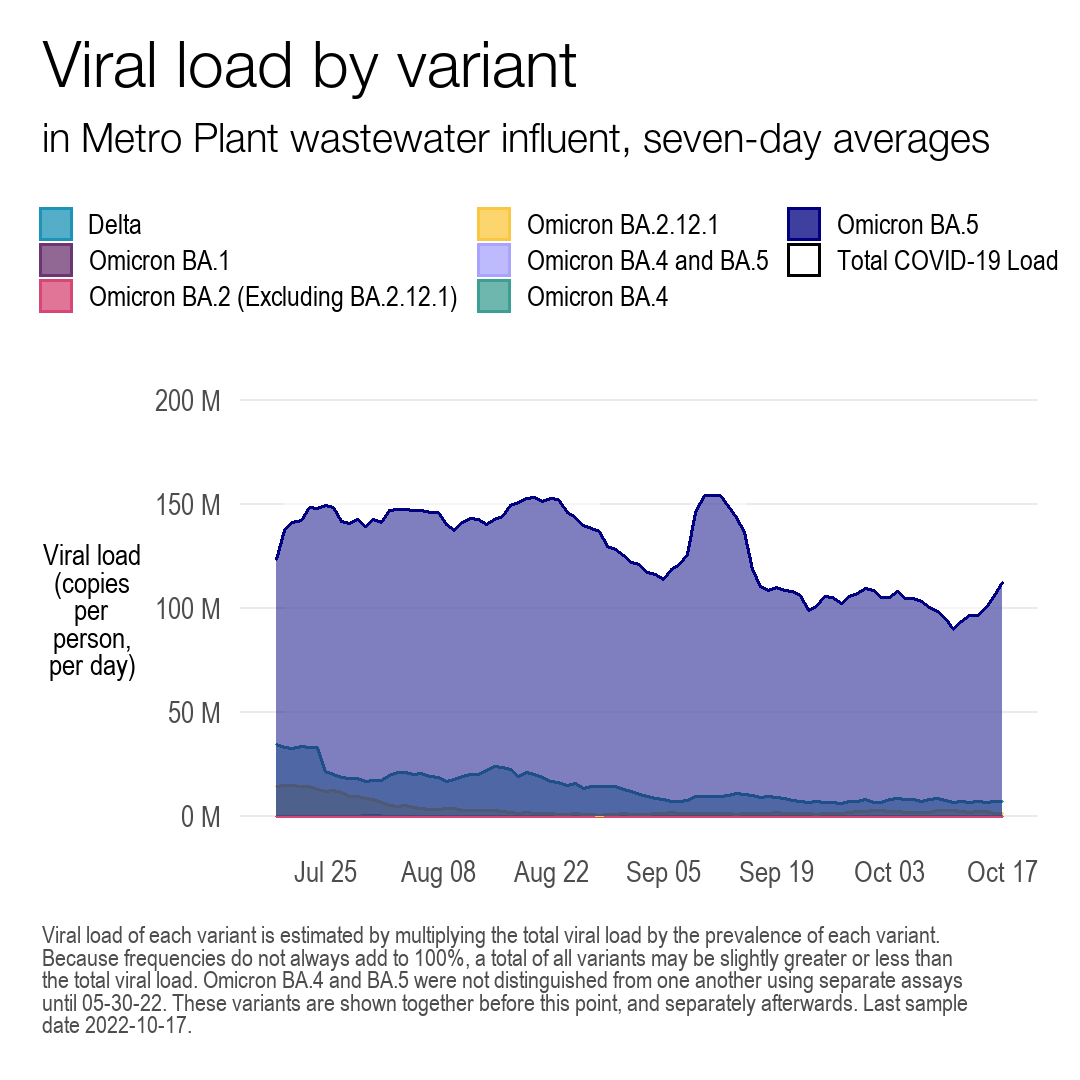 Viral load by variant
in Metro Plant wastewater influent, seven-day averages
Delta
Omicron BA.1
Omicron BA.2 (Excluding BA.2.12.1)
Omicron BA.2.12.1
Omicron BA.4 and BA.5
Omicron BA.4
Omicron BA.5
Total COVID-19 Load
200 M
150 M
100 M
50 M
0 M
Viral load
(copies
per
person,
per day)
Jul 25
Aug 08
Aug 22
Sep 05
Sep 19
Oct 03
Oct 17
Viral load of each variant is estimated by multiplying the total viral load by the prevalence of each variant.
Because frequencies do not always add to 100%, a total of all variants may be slightly greater or less than
the total viral load. Omicron BA.4 and BA.5 were not distinguished from one another using separate assays
until 05-30-22. These variants are shown together before this point, and separately afterwards. Last sample
date 2022-10-17.